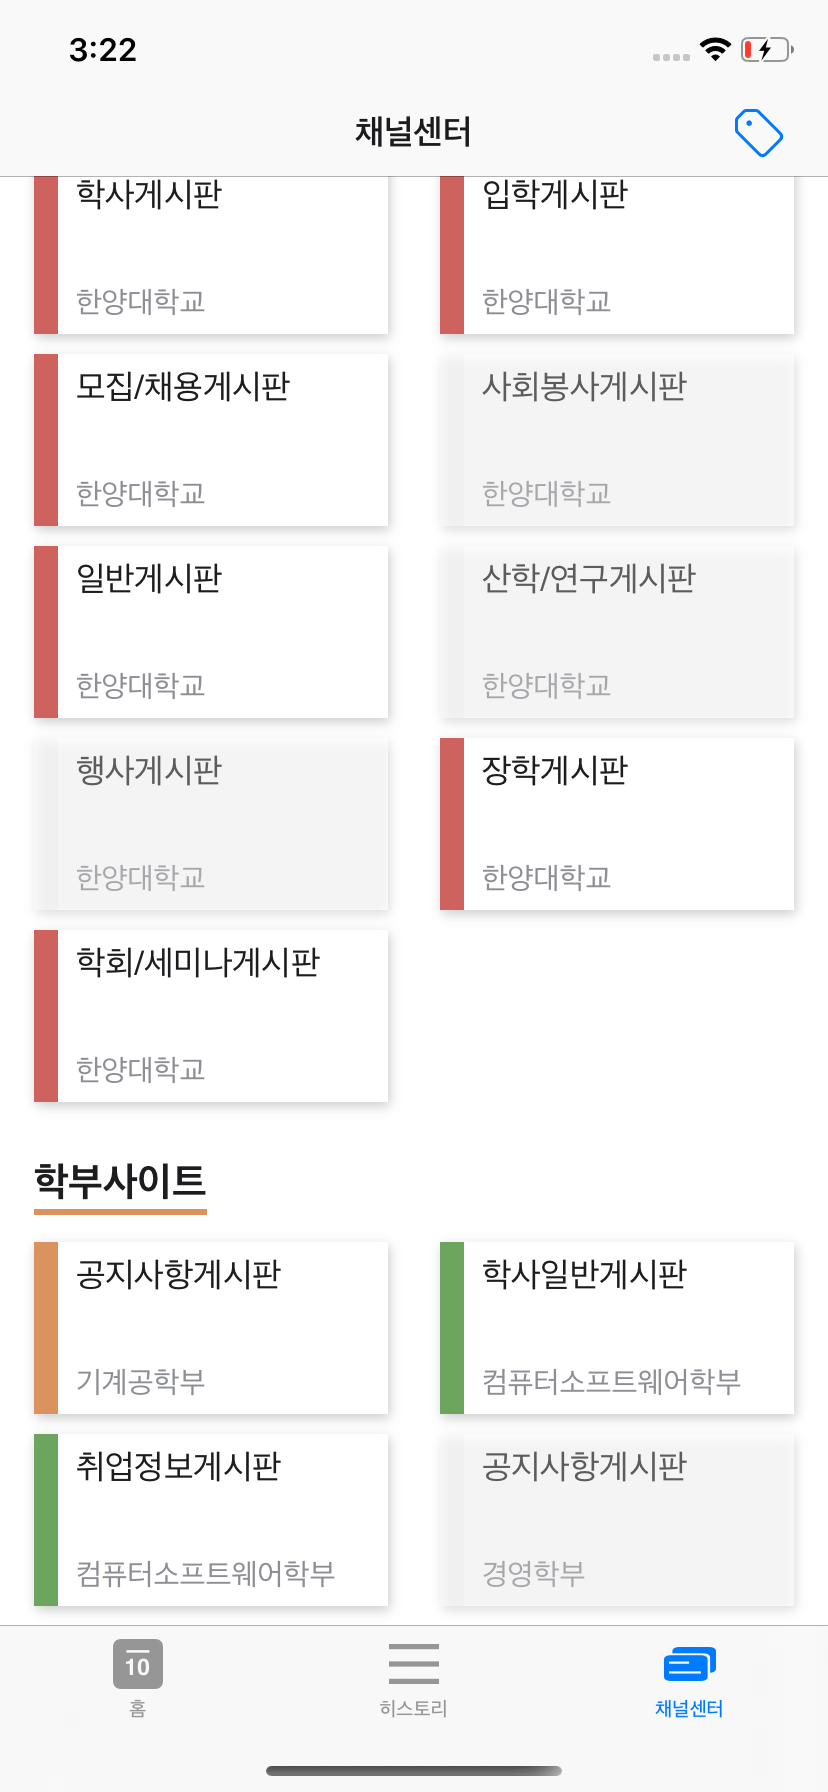 3:22
채널센터
학사게시판
입학게시판
한양대학교
한양대학교
모집/채용게시판
사회봉사게시판
한양대학교
한양대학교
일반게시판
산학/연구게시판
한양대학교
한양대학교
행사게시판
장학게시판
한양대학교
한양대학교
학회/세미나게시판
한양대학교
학부사이트
공지사항게시판
학사일반게시판
기계공학부
컴퓨터소프트웨어학부
취업정보게시판
공지사항게시판
컴퓨터소프트웨어학부
경영학부
10
홈
히스토리
채널센터